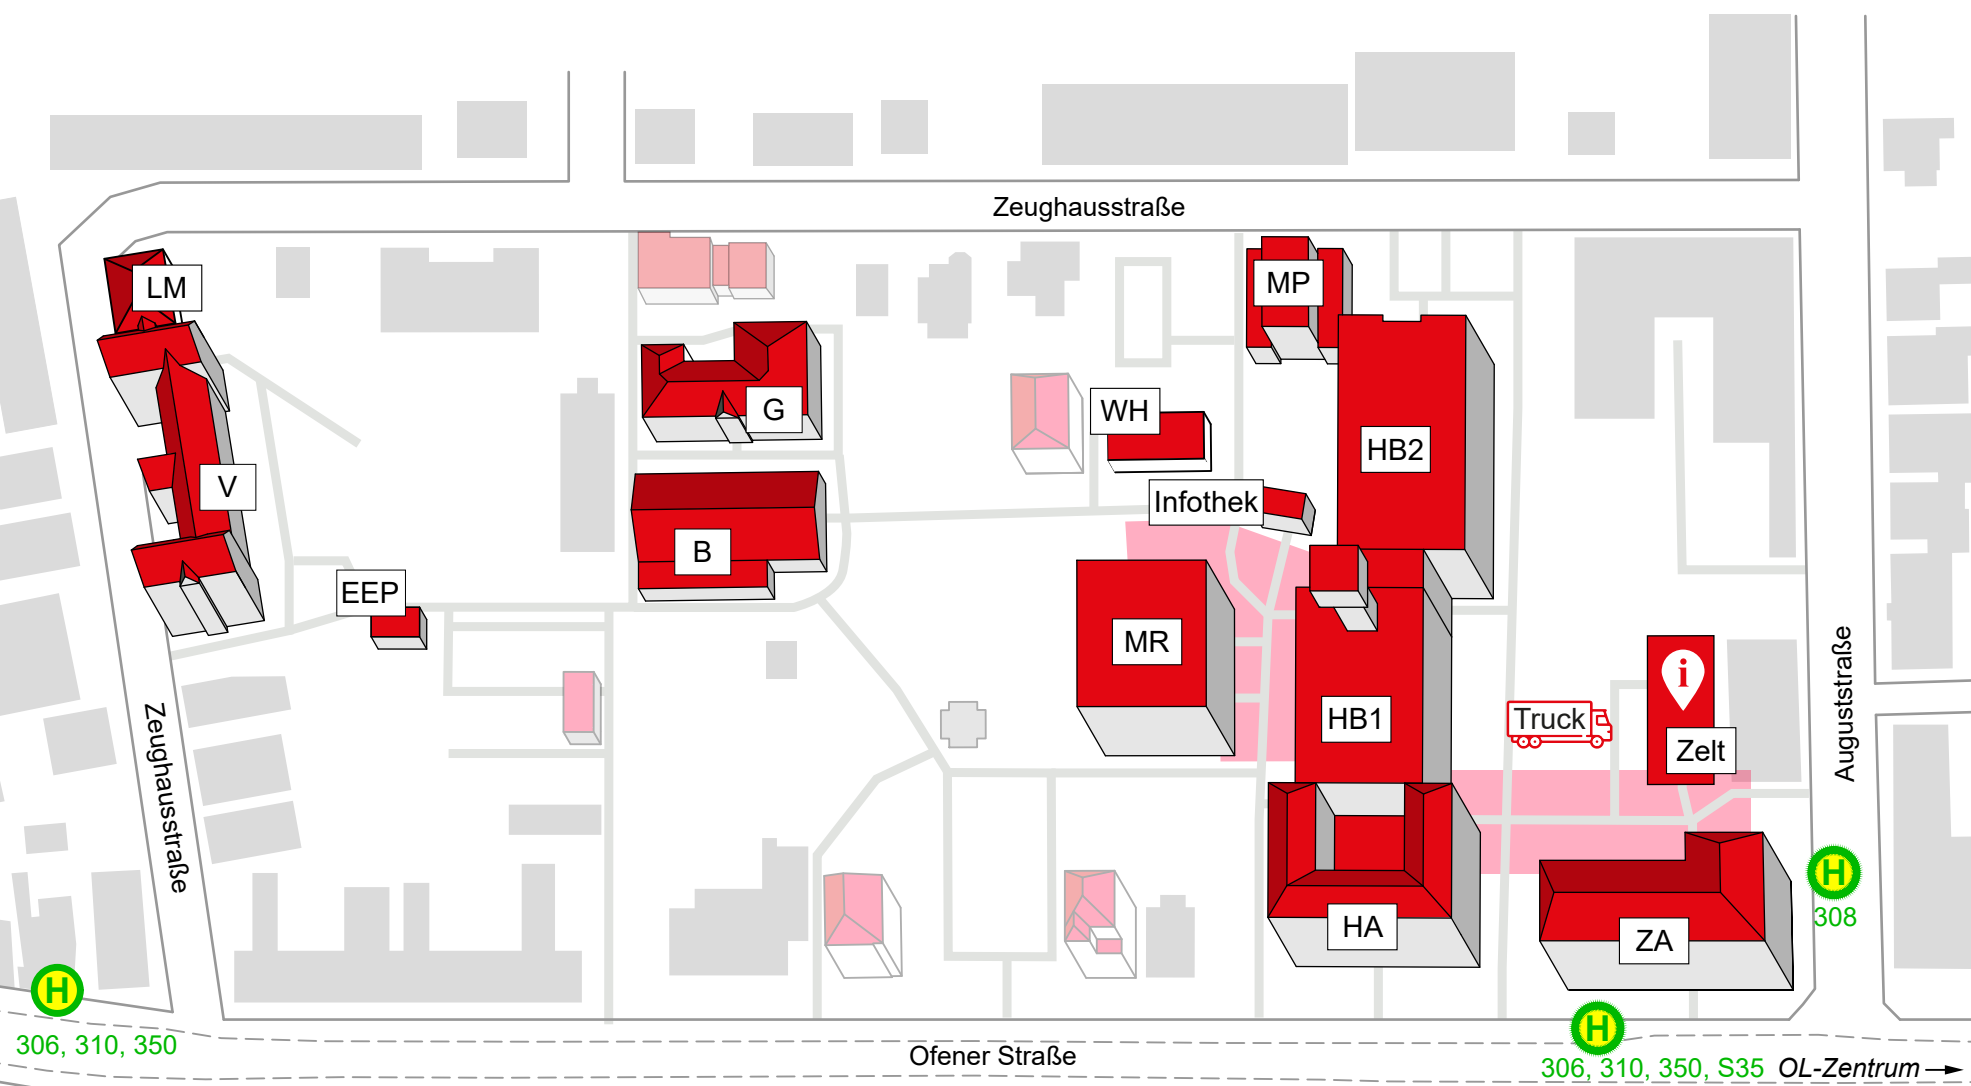 Zeughausstraße
LM
MP
G
WH
HB2
V
Infothek
B
EEP
MR
i
HB1
Truck
Zelt
Auguststraße
Zeughausstraße
HA
ZA
H
308
H
306, 310, 350
H
306, 310, 350, S35
Ofener Straße
OL-Zentrum